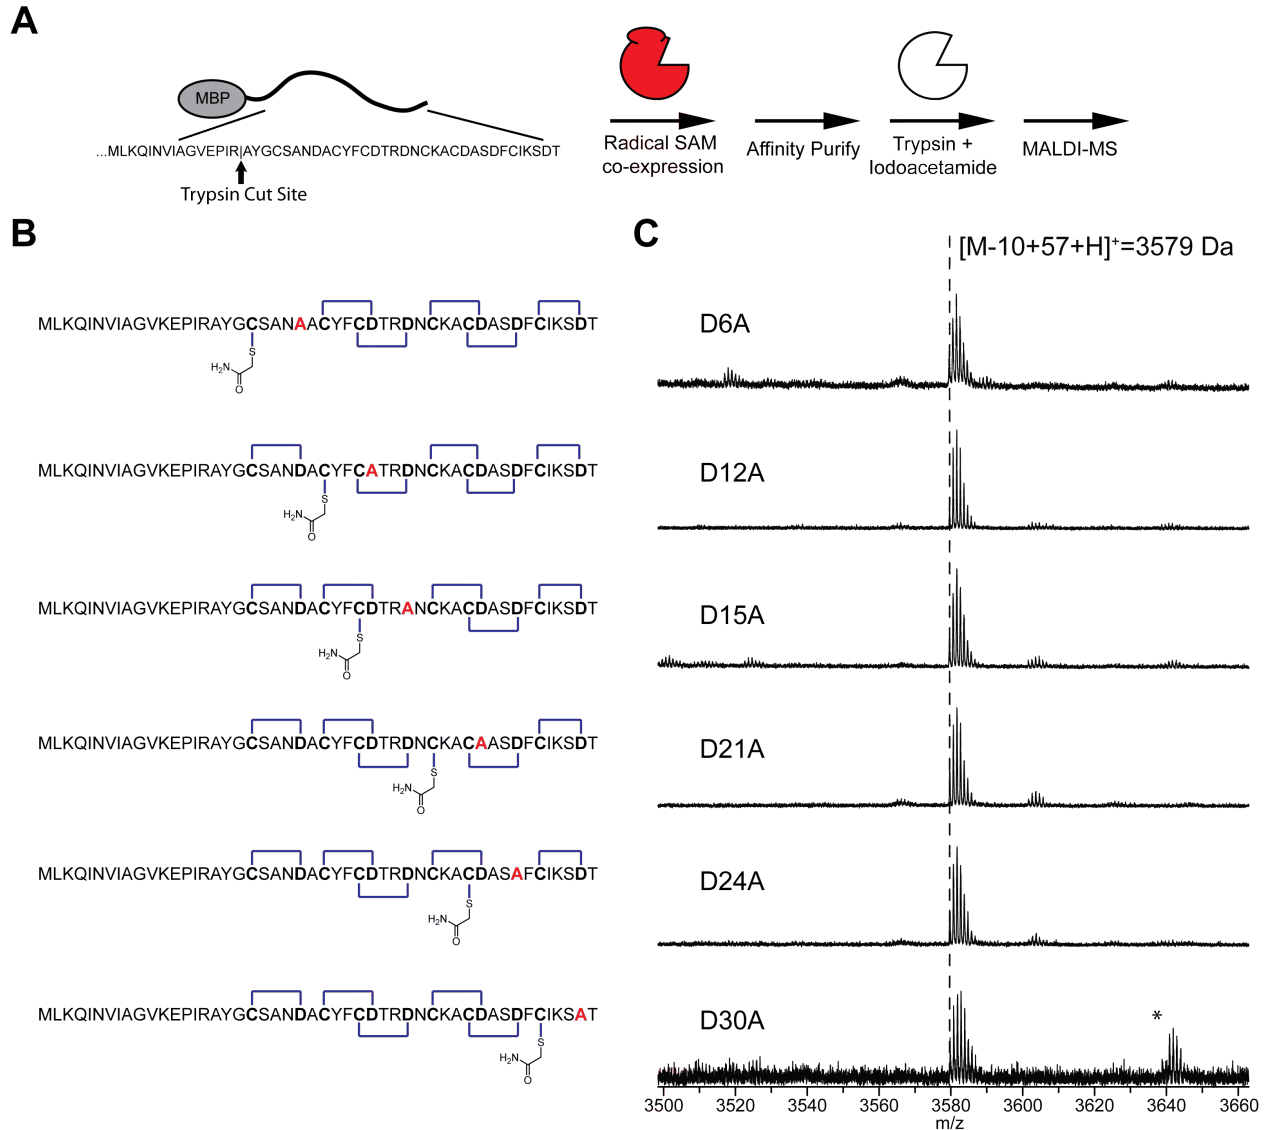 A
MBP
...MLKQINVIAGVEPIR|AYGCSANDACYFCDTRDNCKACDASDFCIKSDT
Trypsin Cut Site
Radical SAM
co-expression
Affinity Purify
Trypsin +
Iodoacetamide
MALDI-MS
B
MLKQINVIAGVKEPIRAYGCSANAACYFCDTRDNCKACDASDFCIKSDT
S
H₂N
O
MLKQINVIAGVKEPIRAYGCSANDACYFCATRDNCKACDASDFCIKSDT
S
H₂N
O
MLKQINVIAGVKEPIRAYGCSANDACYFCDTRANCKACDASDFCIKSDT
S
H₂N
O
MLKQINVIAGVKEPIRAYGCSANDACYFCDTRDNCKACAASDFCIKSDT
S
H₂N
O
MLKQINVIAGVKEPIRAYGCSANDACYFCDTRDNCKACDASAFCIKSDT
S
H₂N
O
MLKQINVIAGVKEPIRAYGCSANDACYFCDTRDNCKACDASDFCIKSAT
S
H₂N
O
C
[M-10+57+H]⁺=3579 Da
D6A
D12A
D15A
D21A
D24A
D30A
*
3500 3520 3540 3560 3580 3600 3620 3640 3660
m/z